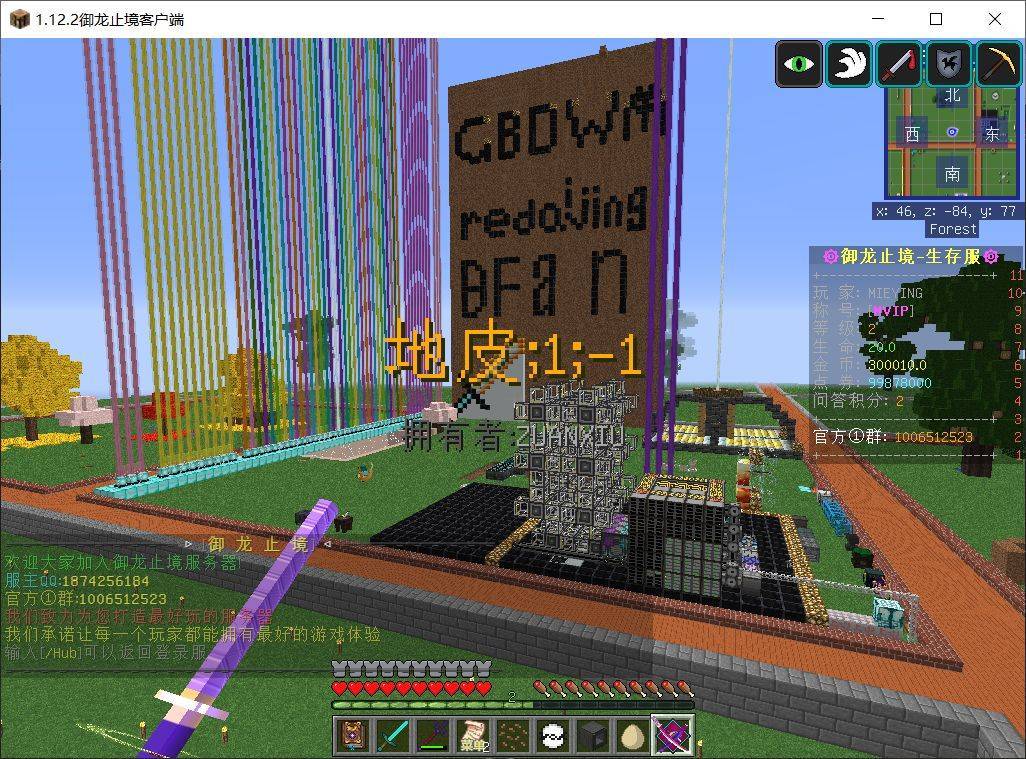 1.12.2御龙止境客户端
北
西
东
南
x: 46, z: -84, y: 77
Forest
御龙止境-生存服
玩 家: MIEYING
称 号: [MVIP]
等 级: 2
生 命: 20.0
金 币: 300010.0
点 券: 99878000
问答积分: 2
官方①群: 1006512523
11
10
9
8
7
6
5
4
3
2
1
GBDW
地皮;1;-1
拥有者:
御 龙 止 境
欢迎大家加入御龙止境服务器!
服主QQ:1874256184
官方①群:1006512523
我们致力为您打造最好玩的服务器
我们承诺让每一个玩家都能拥有最好的游戏体验
输入[/Hub]可以返回登录服
2
菜单
2